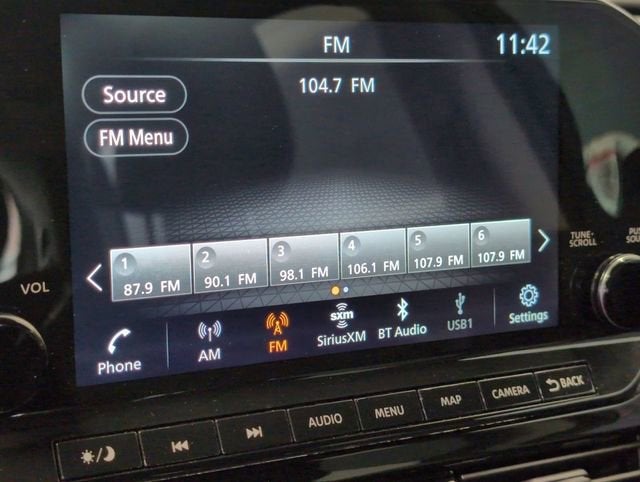 FM
11:42
104.7 FM
Source
FM Menu
1
87.9 FM
2
90.1 FM
3
98.1 FM
4
106.1 FM
5
107.9 FM
6
107.9 FM
Phone
AM
FM
sxm
SiriusXM
BT Audio
USB1
Settings
VOL
TUNE·
SCROLL
AUDIO
MENU
MAP
CAMERA
BACK